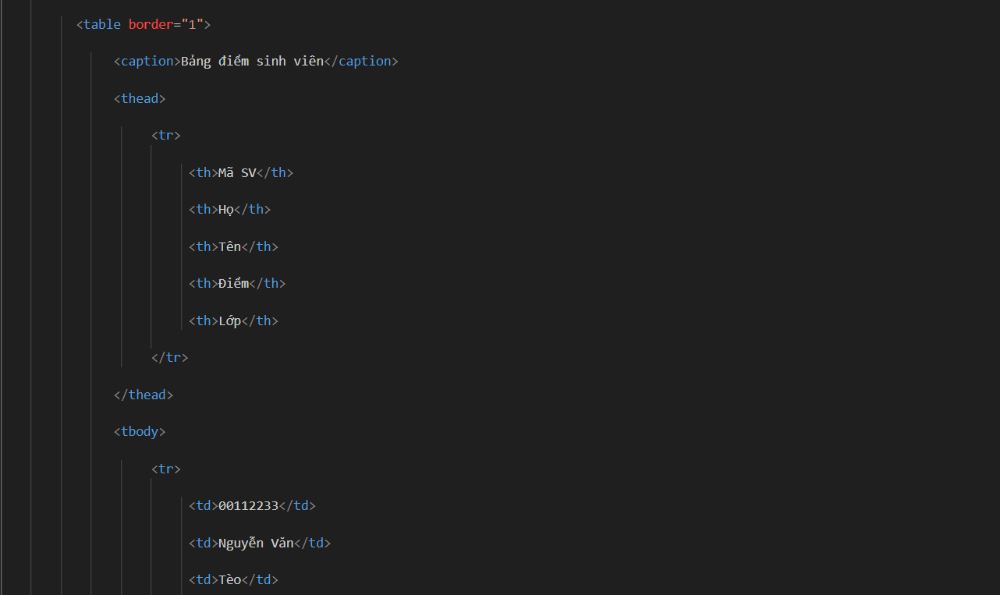 <table border="1">
<caption>Bảng điểm sinh viên</caption>
<thead>
<tr>
<th>Mã SV</th>
<th>Họ</th>
<th>Tên</th>
<th>Điểm</th>
<th>Lớp</th>
</tr>
</thead>
<tbody>
<tr>
<td>00112233</td>
<td>Nguyễn Văn</td>
<td>Tèo</td>